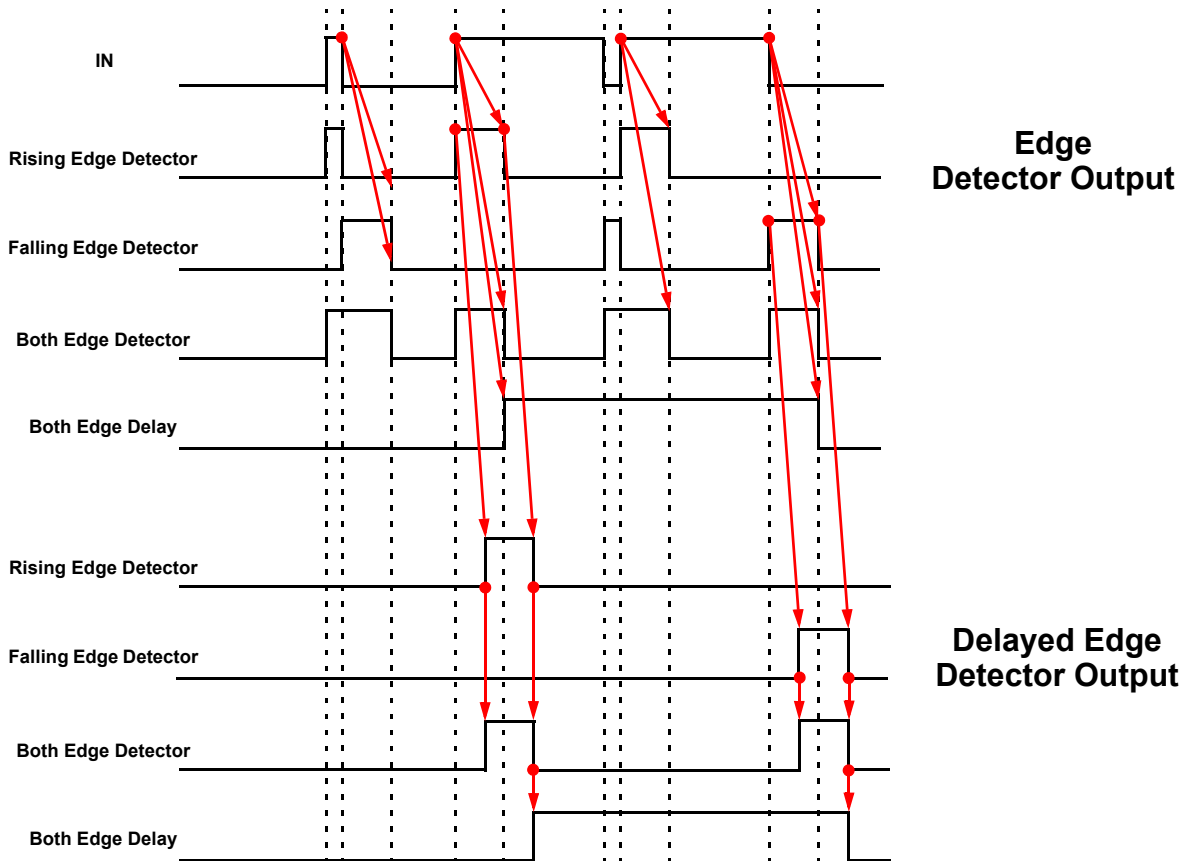 IN
Rising Edge Detector
Falling Edge Detector
Both Edge Detector
Both Edge Delay
Edge
Detector Output
Rising Edge Detector
Falling Edge Detector
Both Edge Detector
Both Edge Delay
Delayed Edge
Detector Output